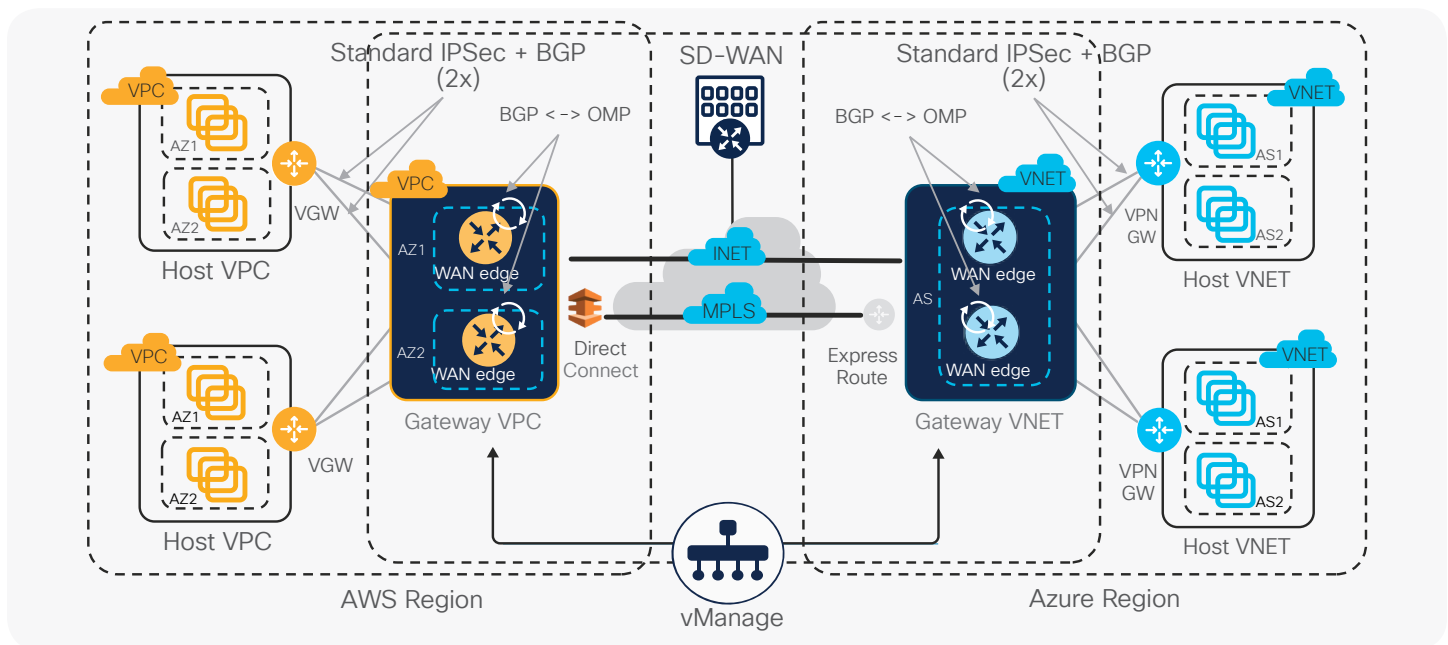 Standard IPSec + BGP
(2x)
SD-WAN
Standard IPSec + BGP
(2x)
VPC
AZ1
AZ2
VGW
Host VPC
BGP <-> OMP
VPC
AZ1
WAN edge
AZ2
WAN edge
Gateway VPC
INET
MPLS
Direct
Connect
Express
Route
BGP <-> OMP
VNET
WAN edge
AS
WAN edge
Gateway VNET
VNET
AS1
AS2
VPN
GW
Host VNET
VPC
AZ1
AZ2
VGW
Host VPC
VNET
AS1
AS2
VPN
GW
Host VNET
AWS Region
vManage
Azure Region